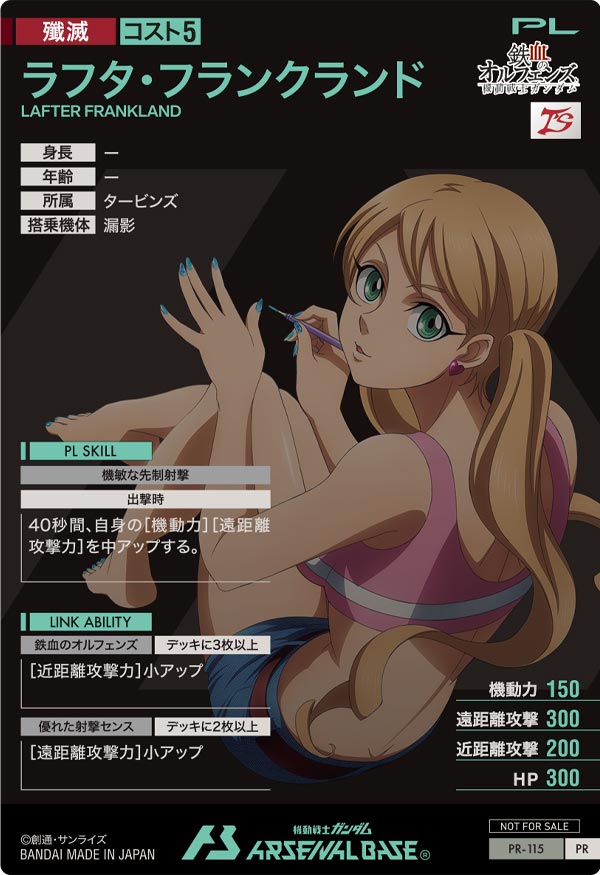 殲滅 コスト5 PL
ラフタ・フランクランド
LAFTER FRANKLAND
鉄血の
オルフェンズ
機動戦士ガンダム
TS
身長 ー
年齢 ー
所属 タービンズ
搭乗機体 漏影
PL SKILL
機敏な先制射撃
出撃時
40秒間、自身の[機動力][遠距離
攻撃力]を中アップする。
LINK ABILITY
鉄血のオルフェンズ デッキに3枚以上
[近距離攻撃力]小アップ
優れた射撃センス デッキに2枚以上
[遠距離攻撃力]小アップ
機動力 150
遠距離攻撃 300
近距離攻撃 200
HP 300
©創通・サンライズ
BANDAI MADE IN JAPAN
機動戦士ガンダム
AB ARSENAL BASE®
NOT FOR SALE
PR-115 PR